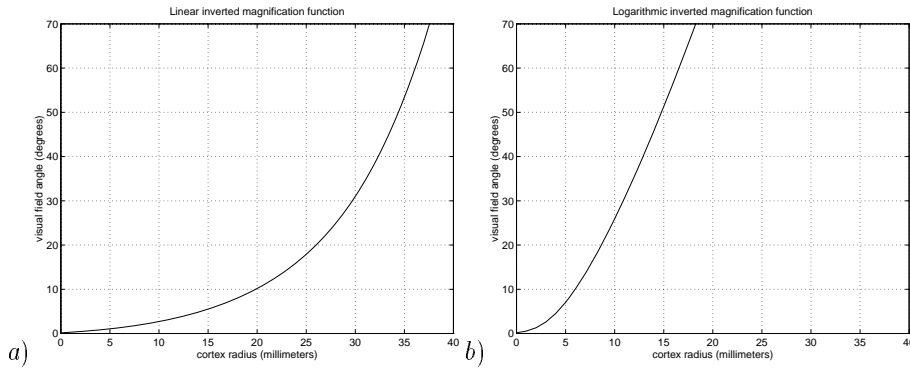 Linear inverted magnification function
70
60
50
40
30
20
10
0
visual field angle (degrees)
0 5 10 15 20 25 30 35 40
cortex radius (millimeters)
a)
Logarithmic inverted magnification function
70
60
50
40
30
20
10
0
visual field angle (degrees)
0 5 10 15 20 25 30 35 40
cortex radius (millimeters)
b)